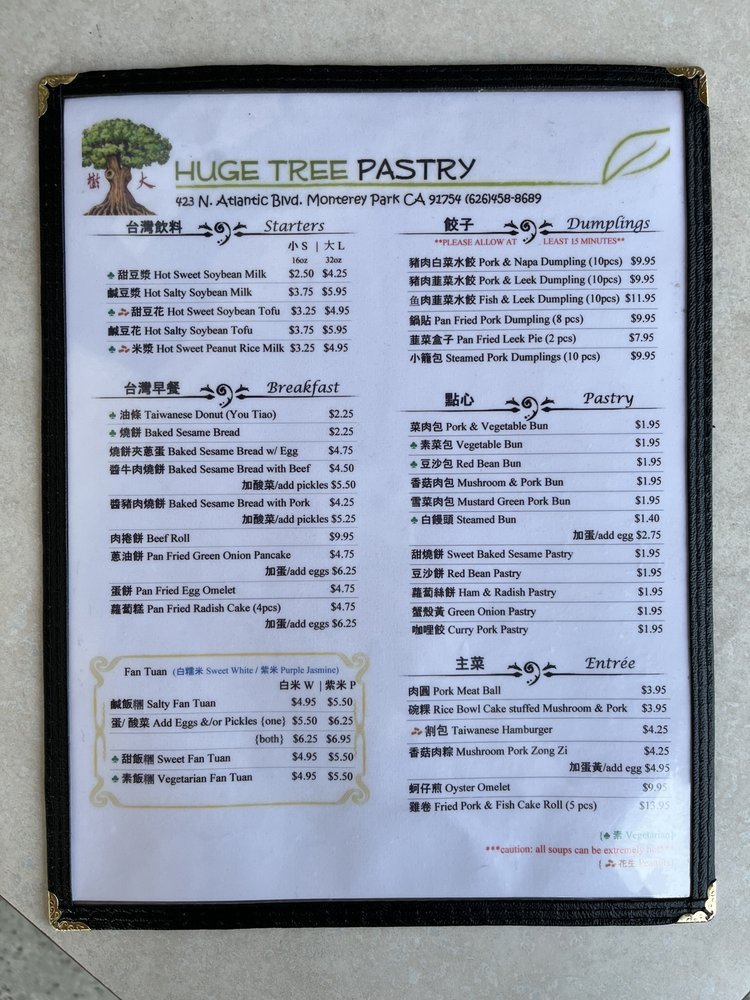 樹 大
HUGE TREE PASTRY
423 N. Atlantic Blvd. Monterey Park CA 91754 (626)458-8689
台灣飲料 Starters
小 S | 大 L
16oz 32oz
甜豆漿 Hot Sweet Soybean Milk $2.50 $4.25
鹹豆漿 Hot Salty Soybean Milk $3.75 $5.95
甜豆花 Hot Sweet Soybean Tofu $3.25 $4.95
鹹豆花 Hot Salty Soybean Tofu $3.75 $5.95
米漿 Hot Sweet Peanut Rice Milk $3.25 $4.95
台灣早餐 Breakfast
油條 Taiwanese Donut (You Tiao) $2.25
燒餅 Baked Sesame Bread $2.25
燒餅夾蔥蛋 Baked Sesame Bread w/ Egg $4.75
醬牛肉燒餅 Baked Sesame Bread with Beef $4.50
加酸菜/add pickles $5.50
醬豬肉燒餅 Baked Sesame Bread with Pork $4.25
加酸菜/add pickles $5.25
肉捲餅 Beef Roll $9.95
蔥油餅 Pan Fried Green Onion Pancake $4.75
加蛋/add eggs $6.25
蛋餅 Pan Fried Egg Omelet $4.75
蘿蔔糕 Pan Fried Radish Cake (4pcs) $4.75
加蛋/add eggs $6.25
Fan Tuan (白糯米 Sweet White / 紫米 Purple Jasmine)
白米 W | 紫米 P
鹹飯糰 Salty Fan Tuan $4.95 $5.50
蛋/ 酸菜 Add Eggs &/or Pickles {one} $5.50 $6.25
{both} $6.25 $6.95
甜飯糰 Sweet Fan Tuan $4.95 $5.50
素飯糰 Vegetarian Fan Tuan $4.95 $5.50
餃子 Dumplings
**PLEASE ALLOW AT LEAST 15 MINUTES**
豬肉白菜水餃 Pork & Napa Dumpling (10pcs) $9.95
豬肉韮菜水餃 Pork & Leek Dumpling (10pcs) $9.95
鱼肉韮菜水餃 Fish & Leek Dumpling (10pcs) $11.95
鍋貼 Pan Fried Pork Dumpling (8 pcs) $9.95
韮菜盒子 Pan Fried Leek Pie (2 pcs) $7.95
小籠包 Steamed Pork Dumplings (10 pcs) $9.95
點心 Pastry
菜肉包 Pork & Vegetable Bun $1.95
素菜包 Vegetable Bun $1.95
豆沙包 Red Bean Bun $1.95
香菇肉包 Mushroom & Pork Bun $1.95
雪菜肉包 Mustard Green Pork Bun $1.95
白饅頭 Steamed Bun $1.40
加蛋/add egg $2.75
甜燒餅 Sweet Baked Sesame Pastry $1.95
豆沙餅 Red Bean Pastry $1.95
蘿蔔絲餅 Ham & Radish Pastry $1.95
蟹殼黃 Green Onion Pastry $1.95
咖哩餃 Curry Pork Pastry $1.95
主菜 Entrée
肉圓 Pork Meat Ball $3.95
碗粿 Rice Bowl Cake stuffed Mushroom & Pork $3.95
割包 Taiwanese Hamburger $4.25
香菇肉粽 Mushroom Pork Zong Zi $4.25
加蛋黃/add egg $4.95
蚵仔煎 Oyster Omelet $9.95
雞卷 Fried Pork & Fish Cake Roll (5 pcs) $13.95
{素 Vegetarian}
***caution: all soups can be extremely hot***
{ 花生 Peanuts}